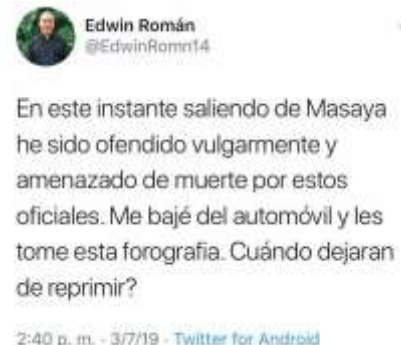 Edwin Román
@EdwinRomn14
En este instante saliendo de Masaya
he sido ofendido vulgarmente y
amenazado de muerte por estos
oficiales. Me bajé del automóvil y les
tome esta forografia. Cuándo dejaran
de reprimir?
2:40 p. m. - 3/7/19 - Twitter for Android